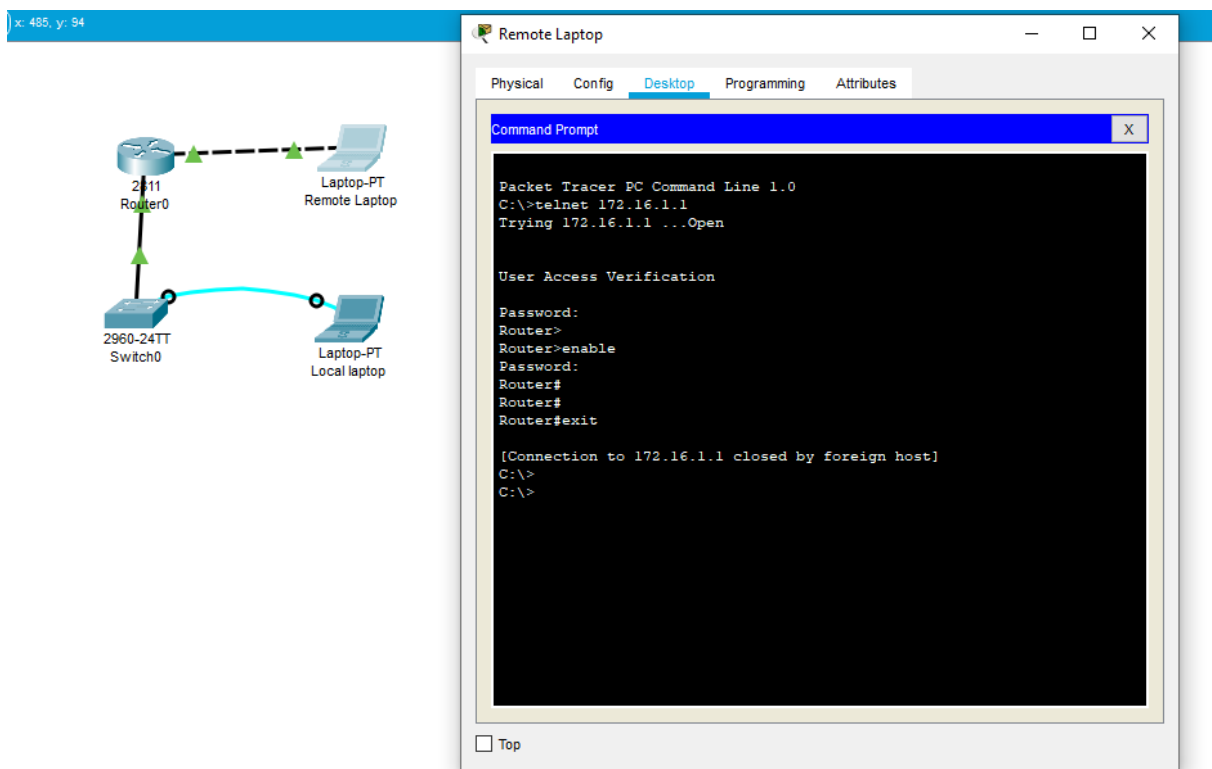 x: 485, y: 94
2811
Router0
Laptop-PT
Remote Laptop
2960-24TT
Switch0
Laptop-PT
Local laptop
Remote Laptop
Physical Config Desktop Programming Attributes
Command Prompt
X
Packet Tracer PC Command Line 1.0
C:\>telnet 172.16.1.1
Trying 172.16.1.1 ...Open
User Access Verification
Password:
Router>
Router>enable
Password:
Router#
Router#
Router#exit
[Connection to 172.16.1.1 closed by foreign host]
C:\>
C:\>
Top